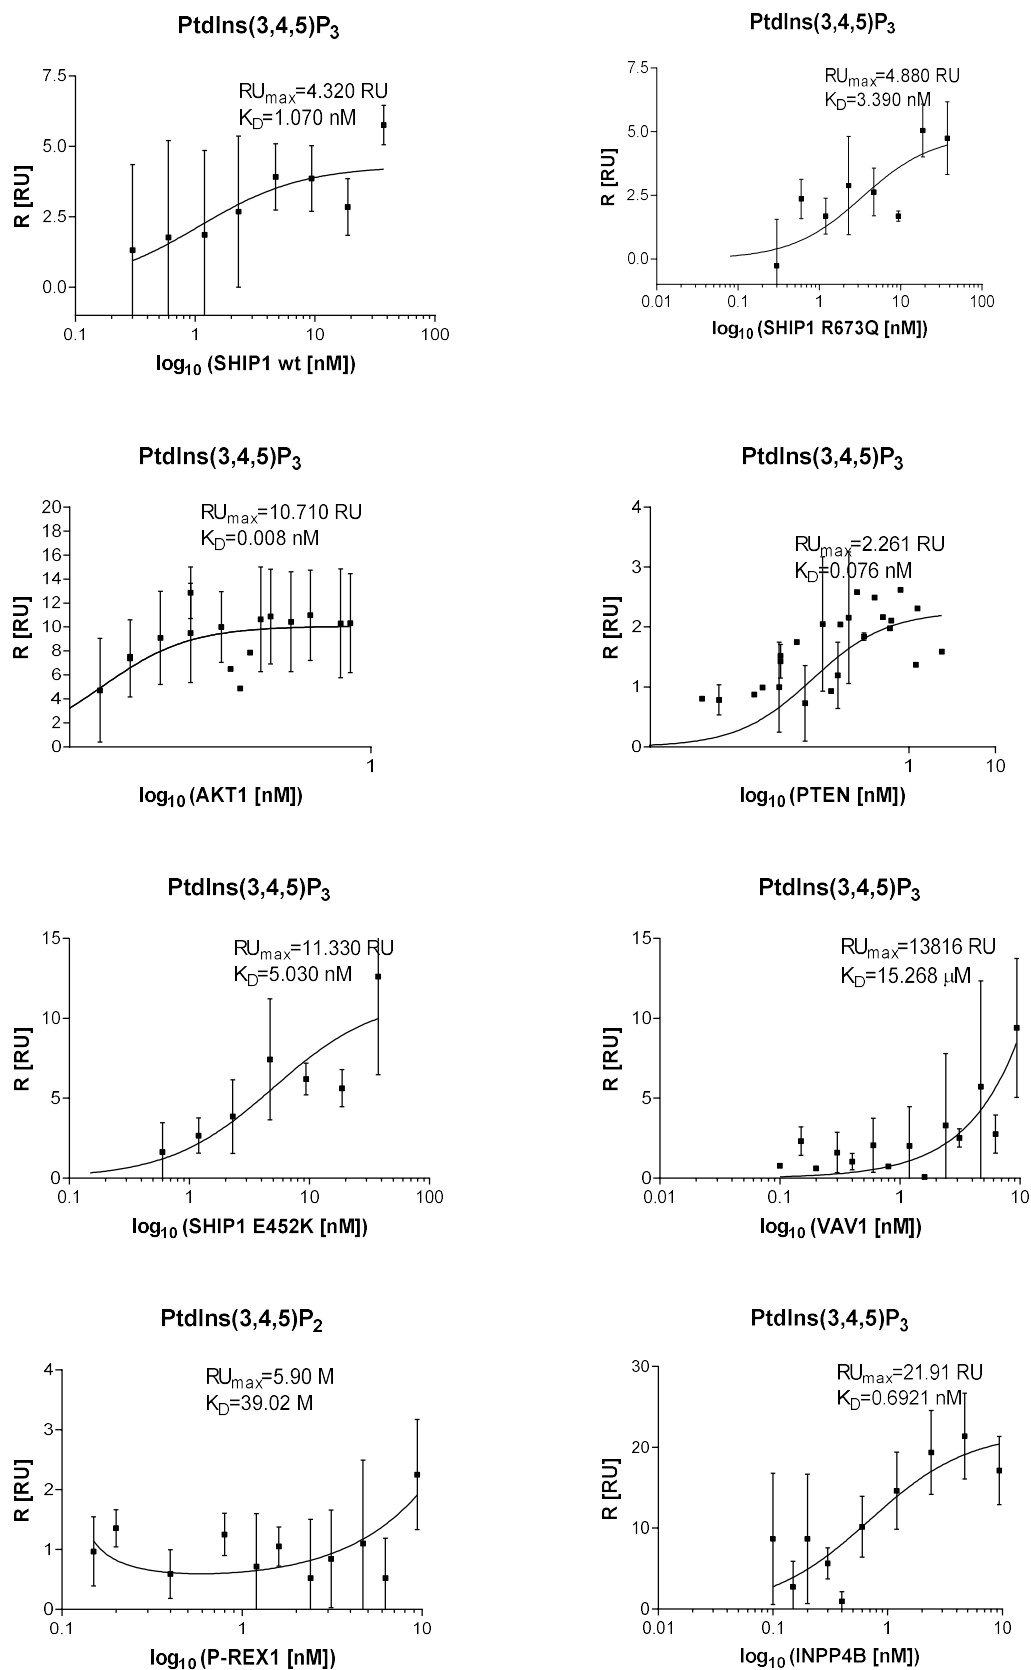 PtdIns(3,4,5)P3
RUmax=4.320 RU
KD=1.070 nM
R [RU]
7.5
5.0
2.5
0.0
0.1 1 10 100
log10 (SHIP1 wt [nM])
PtdIns(3,4,5)P3
RUmax=4.880 RU
KD=3.390 nM
R [RU]
7.5
5.0
2.5
0.0
0.01 0.1 1 10 100
log10 (SHIP1 R673Q [nM])
PtdIns(3,4,5)P3
RUmax=10.710 RU
KD=0.008 nM
R [RU]
20
18
16
14
12
10
8
6
4
2
0
1
log10 (AKT1 [nM])
PtdIns(3,4,5)P3
RUmax=2.261 RU
KD=0.076 nM
R [RU]
4
3
2
1
0
1 10
log10 (PTEN [nM])
PtdIns(3,4,5)P3
RUmax=11.330 RU
KD=5.030 nM
R [RU]
15
10
5
0
0.1 1 10 100
log10 (SHIP1 E452K [nM])
PtdIns(3,4,5)P3
RUmax=13816 RU
KD=15.268 µM
R [RU]
15
10
5
0
0.01 0.1 1 10
log10 (VAV1 [nM])
PtdIns(3,4,5)P2
RUmax=5.90 M
KD=39.02 M
R [RU]
4
3
2
1
0
0.1 1 10
log10 (P-REX1 [nM])
PtdIns(3,4,5)P3
RUmax=21.91 RU
KD=0.6921 nM
R [RU]
30
20
10
0
0.01 0.1 1 10
log10 (INPP4B [nM])